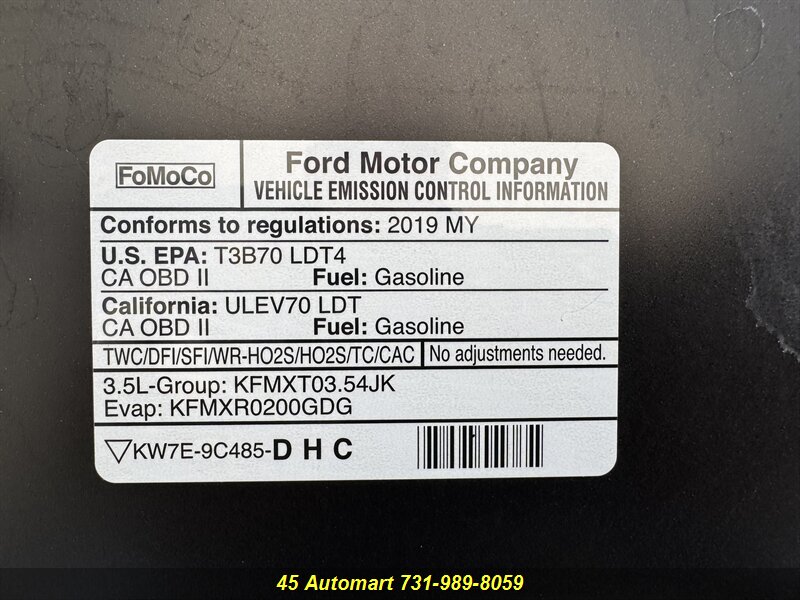 FoMoCo
Ford Motor Company
VEHICLE EMISSION CONTROL INFORMATION
Conforms to regulations: 2019 MY
U.S. EPA: T3B70 LDT4
CA OBD II Fuel: Gasoline
California: ULEV70 LDT
CA OBD II Fuel: Gasoline
TWC/DFI/SFI/WR-HO2S/HO2S/TC/CAC No adjustments needed.
3.5L-Group: KFMXT03.54JK
Evap: KFMXR0200GDG
KW7E-9C485-D H C
45 Automart 731-989-8059